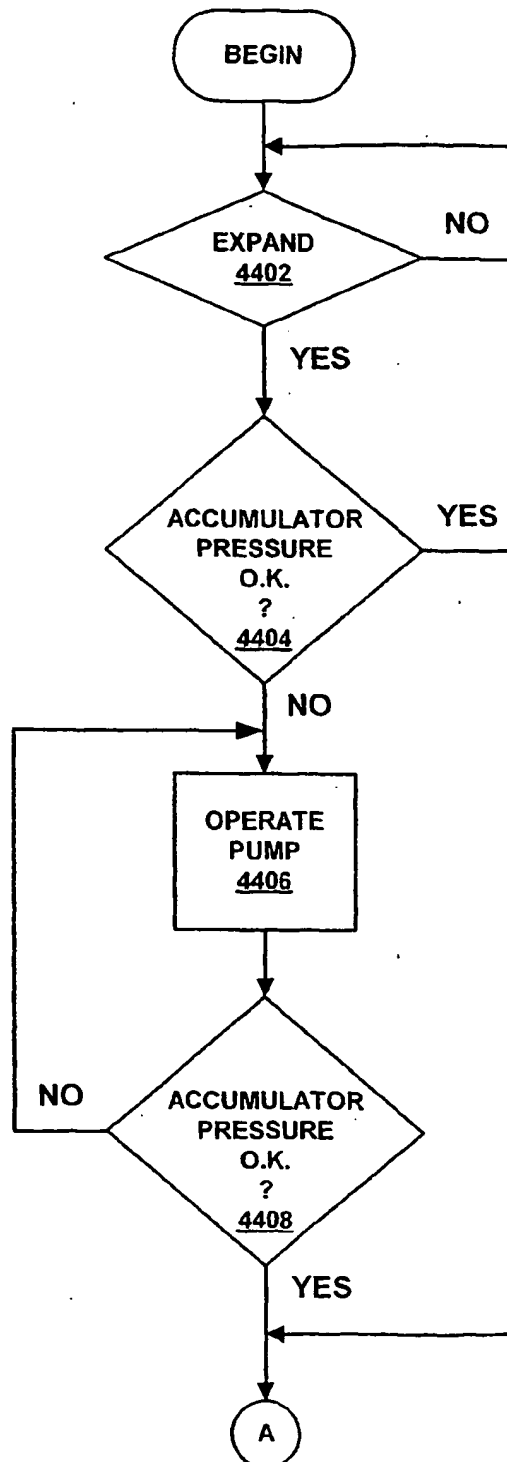 BEGIN
EXPAND
4402
NO
YES
ACCUMULATOR
PRESSURE
O.K.
?
4404
YES
NO
OPERATE
PUMP
4406
ACCUMULATOR
PRESSURE
O.K.
?
4408
NO
YES
A